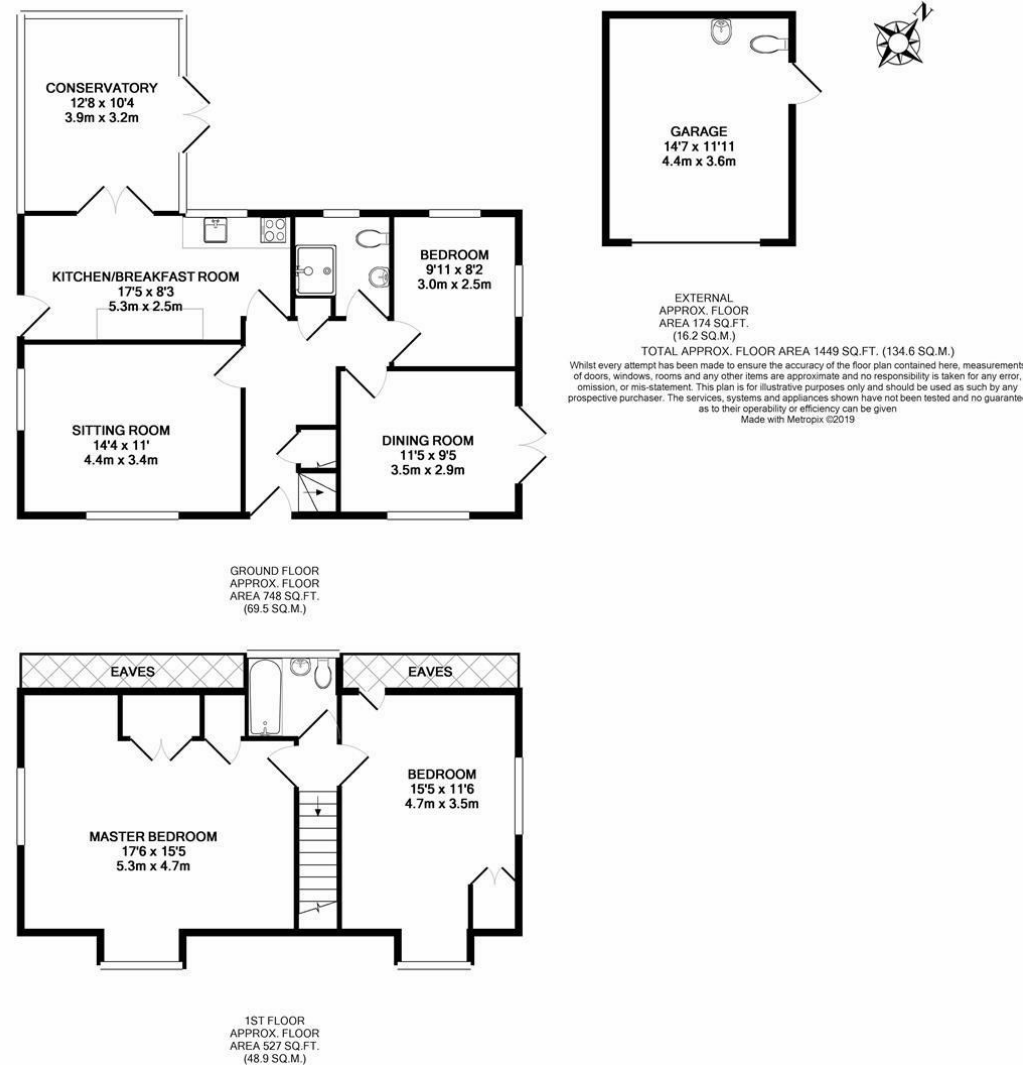 CONSERVATORY
12'8 x 10'4
3.9m x 3.2m
N
GARAGE
14'7 x 11'11
4.4m x 3.6m
KITCHEN/BREAKFAST ROOM
17'5 x 8'3
5.3m x 2.5m
BEDROOM
9'11 x 8'2
3.0m x 2.5m
SITTING ROOM
14'4 x 11'
4.4m x 3.4m
DINING ROOM
11'5 x 9'5
3.5m x 2.9m
EXTERNAL
APPROX. FLOOR
AREA 174 SQ.FT.
(16.2 SQ.M.)
TOTAL APPROX. FLOOR AREA 1449 SQ.FT. (134.6 SQ.M.)
Whilst every attempt has been made to ensure the accuracy of the floor plan contained here, measurements
of doors, windows, rooms and any other items are approximate and no responsibility is taken for any error,
omission, or mis-statement. This plan is for illustrative purposes only and should be used as such by any
prospective purchaser. The services, systems and appliances shown have not been tested and no guarantee
as to their operability or efficiency can be given
Made with Metropix ©2019
GROUND FLOOR
APPROX. FLOOR
AREA 748 SQ.FT.
(69.5 SQ.M.)
EAVES
EAVES
MASTER BEDROOM
17'6 x 15'5
5.3m x 4.7m
BEDROOM
15'5 x 11'6
4.7m x 3.5m
1ST FLOOR
APPROX. FLOOR
AREA 527 SQ.FT.
(48.9 SQ.M.)